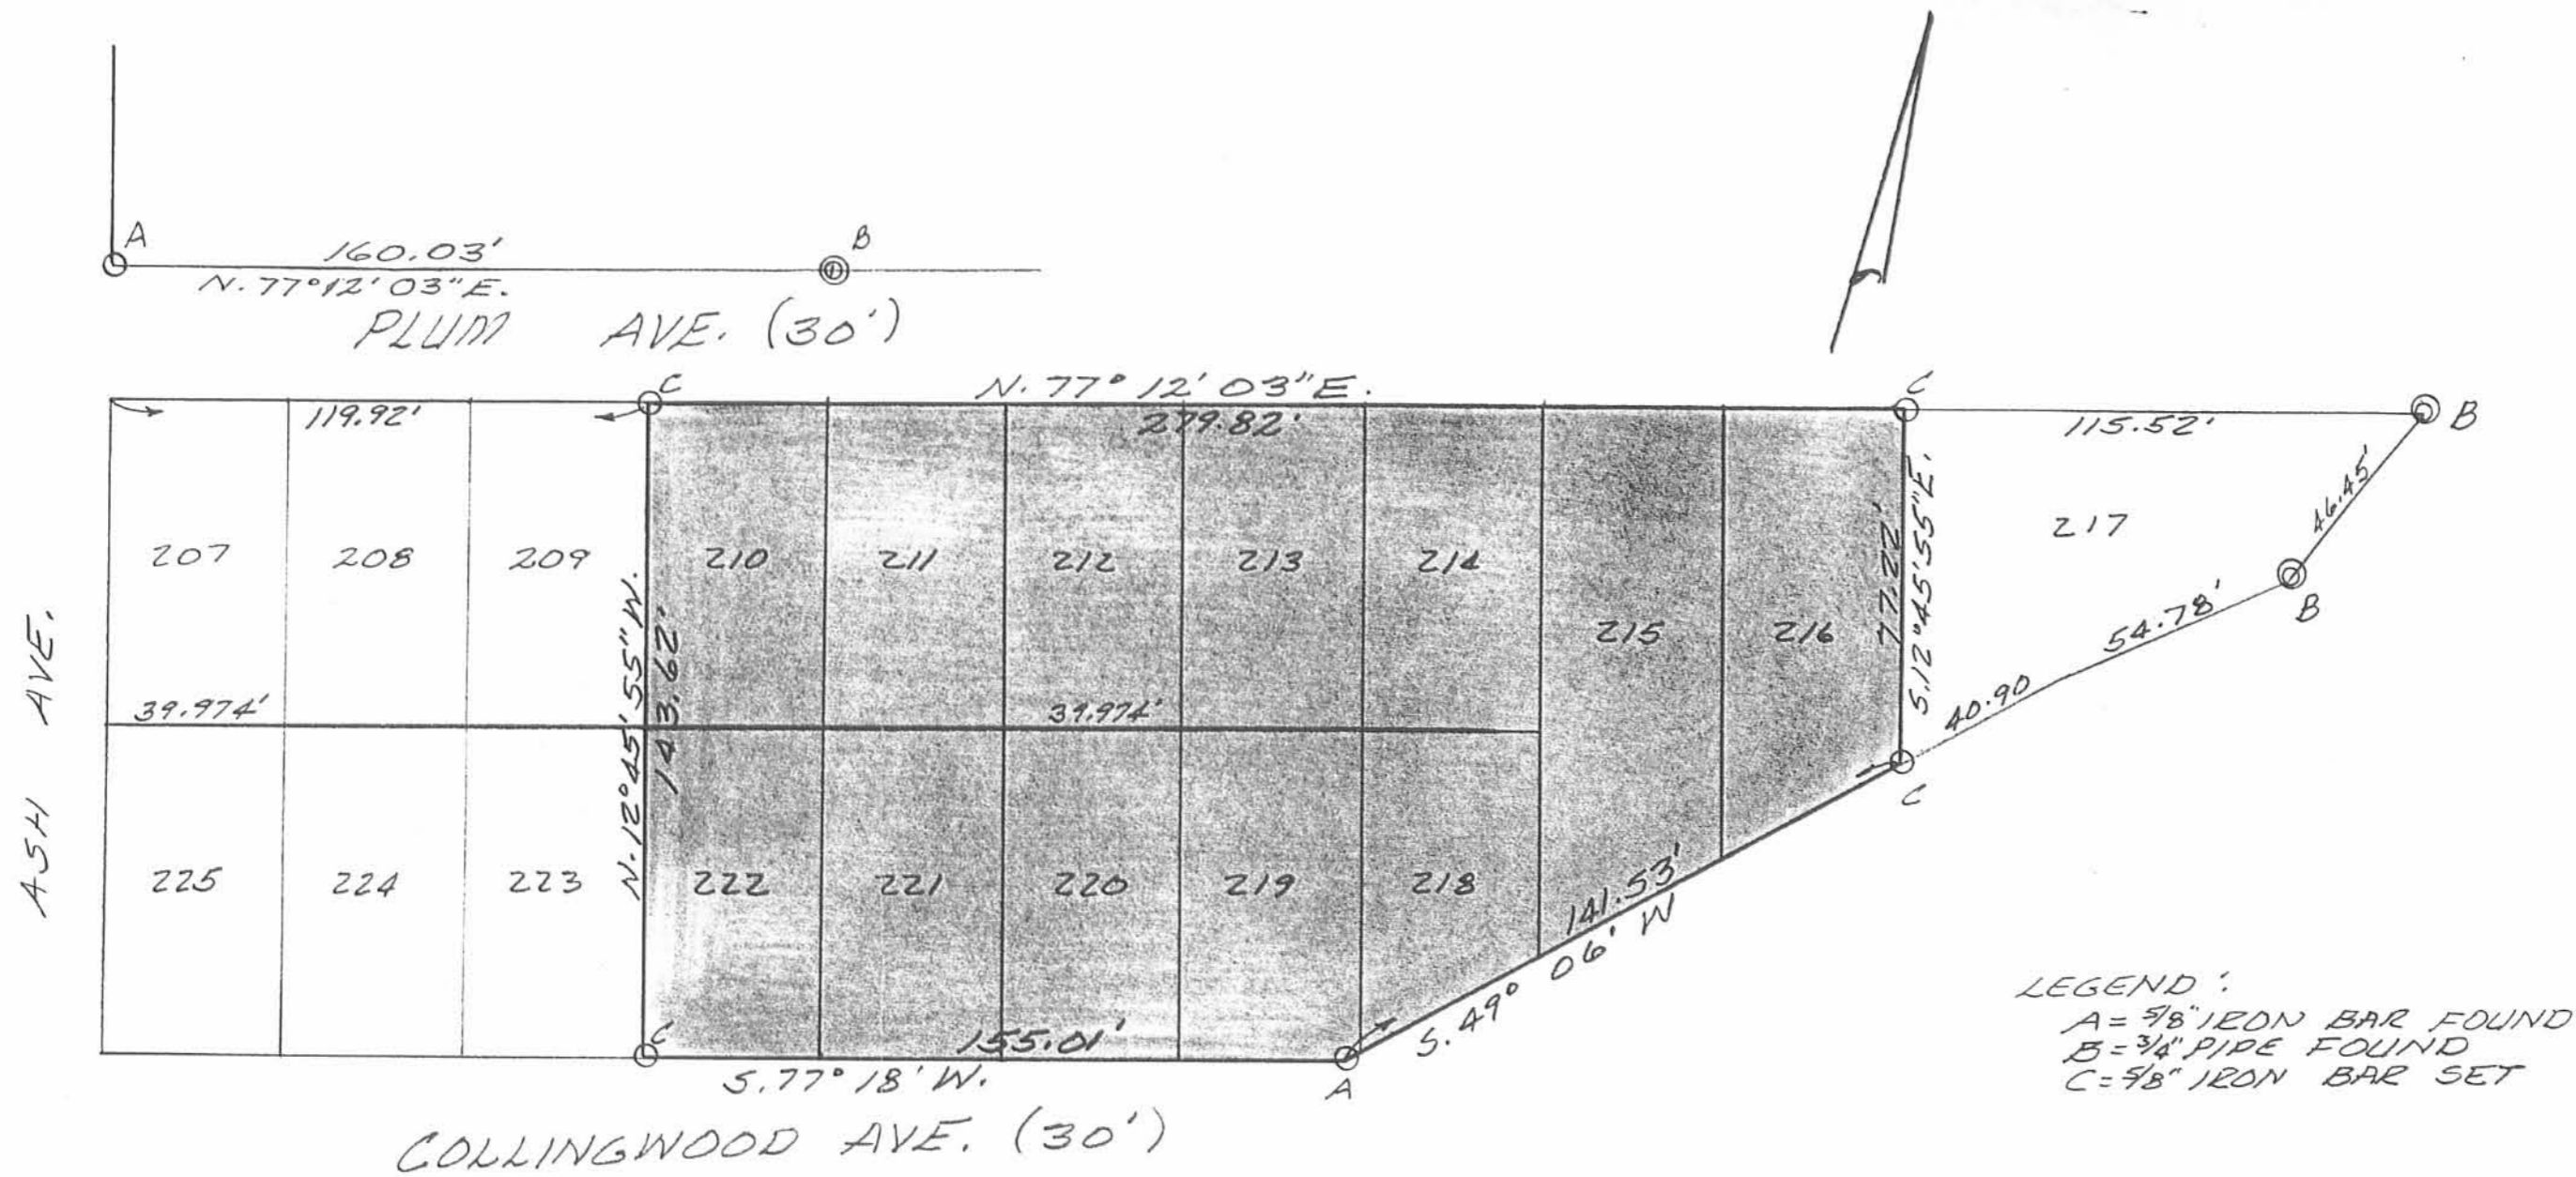 A
160.03'
B
N. 77° 12' 03" E.
PLUM AVE. (30')
C
N. 77° 12' 03" E.
C
119.92'
279.82'
115.52'
B
46.45'
207
208
209
210
211
212
213
214
215
216
77.22'
S. 12° 45' 55" E.
217
B
54.78'
40.90
C
N. 12° 45' 55" W.
143.62'
39.974'
39.974'
ASH AVE.
225
224
223
222
221
220
219
218
141.53'
S. 49° 06' W
C
155.01'
S. 77° 18' W.
A
COLLINGWOOD AVE. (30')
LEGEND:
A = 5/8" IRON BAR FOUND
B = 3/4" PIPE FOUND
C = 5/8" IRON BAR SET